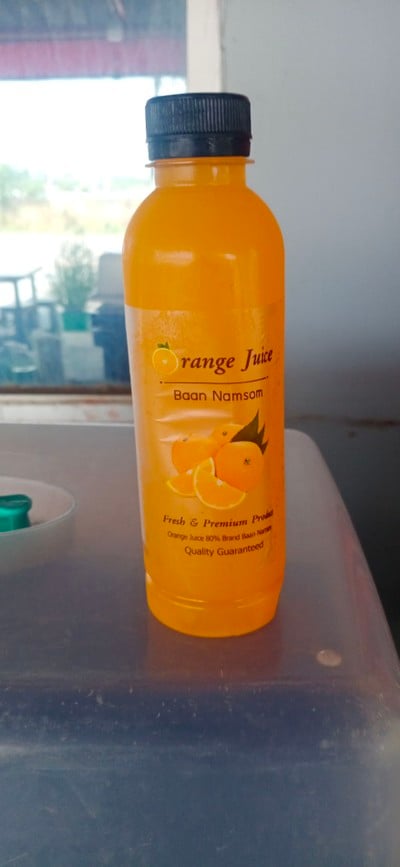 Orange Juice
Baan Namsom
Fresh & Premium Product
Orange Juice 80% Brand Baan Namsom
Quality Guaranteed